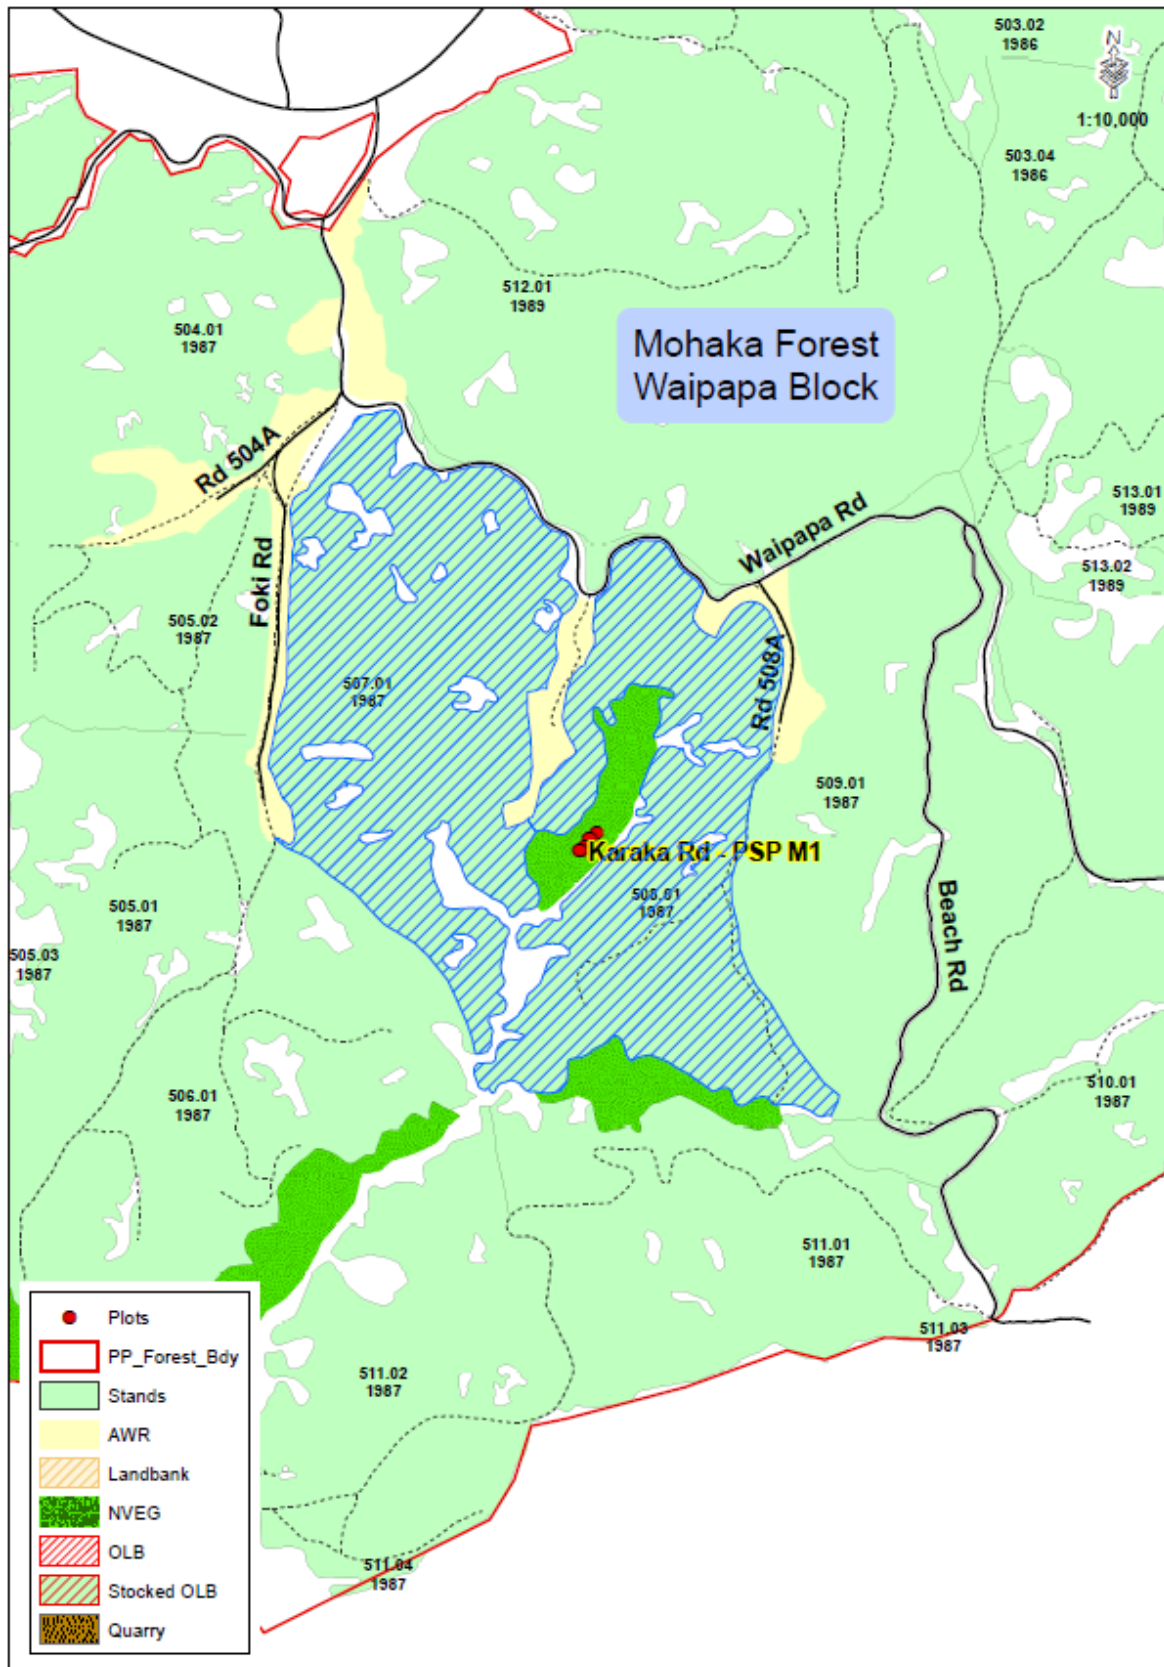 503.02
1986
N
1:10,000
503.04
1986
512.01
1989
504.01
1987
Mohaka Forest
Waipapa Block
Rd 504A
Waipapa Rd
513.01
1989
513.02
1989
Foki Rd
505.02
1987
507.01
1987
Rd 508A
509.01
1987
Karaka Rd - PSP M1
508.01
1987
505.01
1987
505.03
1987
Beach Rd
506.01
1987
510.01
1987
511.01
1987
511.03
1987
511.02
1987
511.04
1987
Plots
PP_Forest_Bdy
Stands
AWR
Landbank
NVEG
OLB
Stocked OLB
Quarry